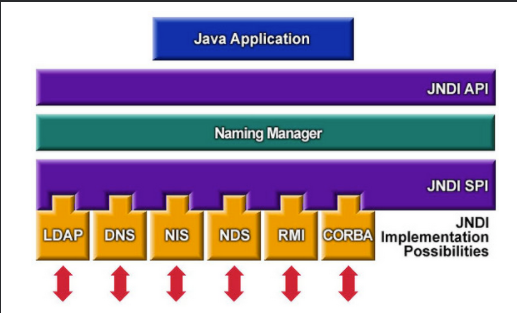 Java Application
JNDI API
Naming Manager
JNDI SPI
LDAP
DNS
NIS
NDS
RMI
CORBA
JNDI
Implementation
Possibilities